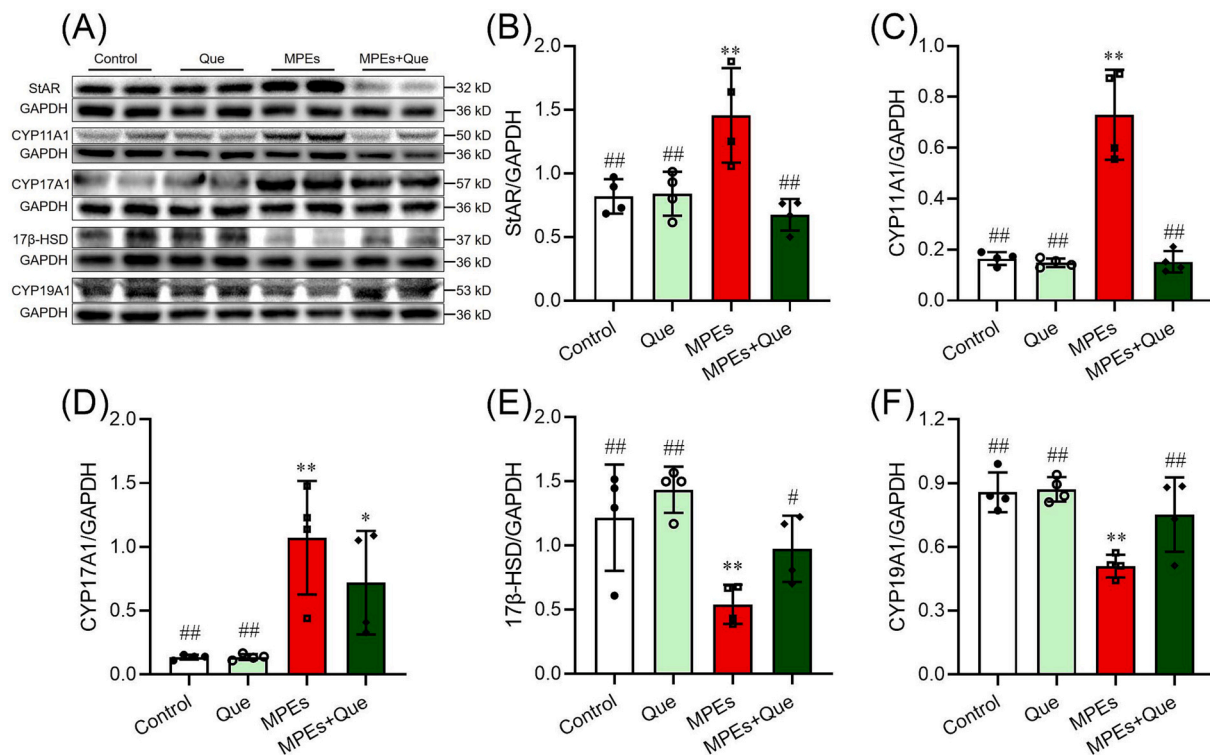 (A)
Control Que MPEs MPEs+Que
StAR 32 kD
GAPDH 36 kD
CYP11A1 50 kD
GAPDH 36 kD
CYP17A1 57 kD
GAPDH 36 kD
17β-HSD 37 kD
GAPDH 36 kD
CYP19A1 53 kD
GAPDH 36 kD
(B)
StAR/GAPDH
2.0
1.5
1.0
0.5
0.0
## ## ** ##
Control Que MPEs MPEs+Que
(C)
CYP11A1/GAPDH
1.0
0.8
0.6
0.4
0.2
0.0
## ## ** ##
Control Que MPEs MPEs+Que
(D)
CYP17A1/GAPDH
2.0
1.5
1.0
0.5
0.0
## ## ** *
Control Que MPEs MPEs+Que
(E)
17β-HSD/GAPDH
2.0
1.5
1.0
0.5
0.0
## ## ** #
Control Que MPEs MPEs+Que
(F)
CYP19A1/GAPDH
1.2
0.9
0.6
0.3
0.0
## ## ** ##
Control Que MPEs MPEs+Que